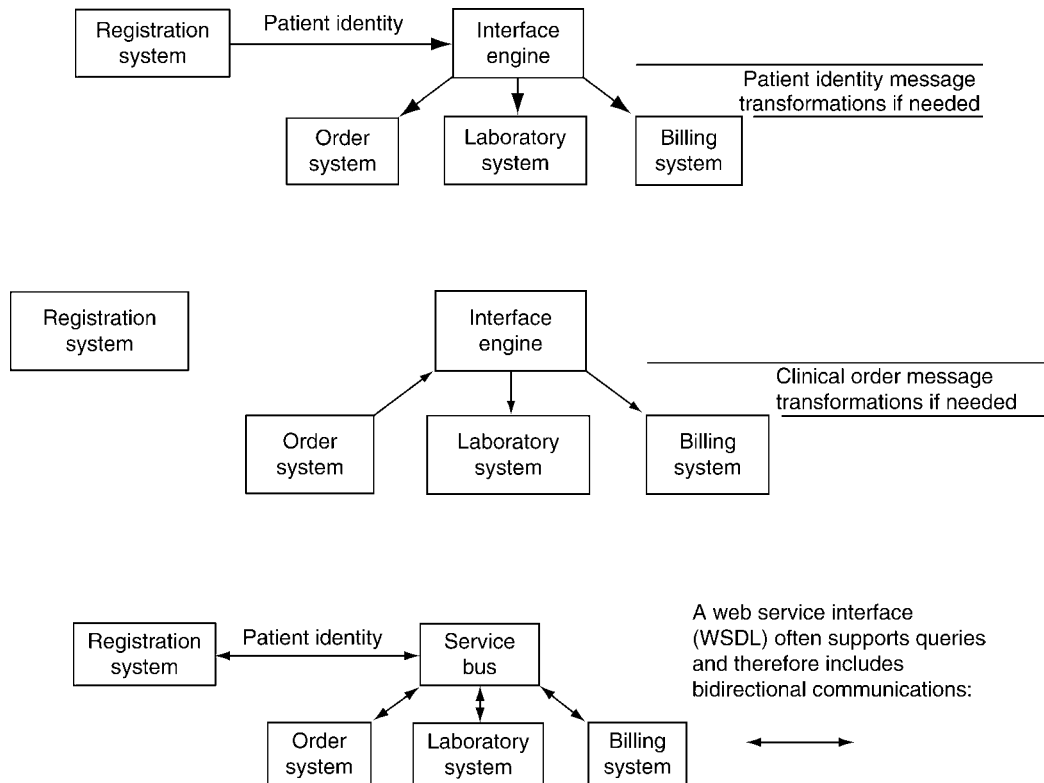 Registration
system
Patient identity
Interface
engine
Patient identity message
transformations if needed
Order
system
Laboratory
system
Billing
system
Registration
system
Interface
engine
Clinical order message
transformations if needed
Order
system
Laboratory
system
Billing
system
Registration
system
Patient identity
Service
bus
A web service interface
(WSDL) often supports queries
and therefore includes
bidirectional communications:
Order
system
Laboratory
system
Billing
system